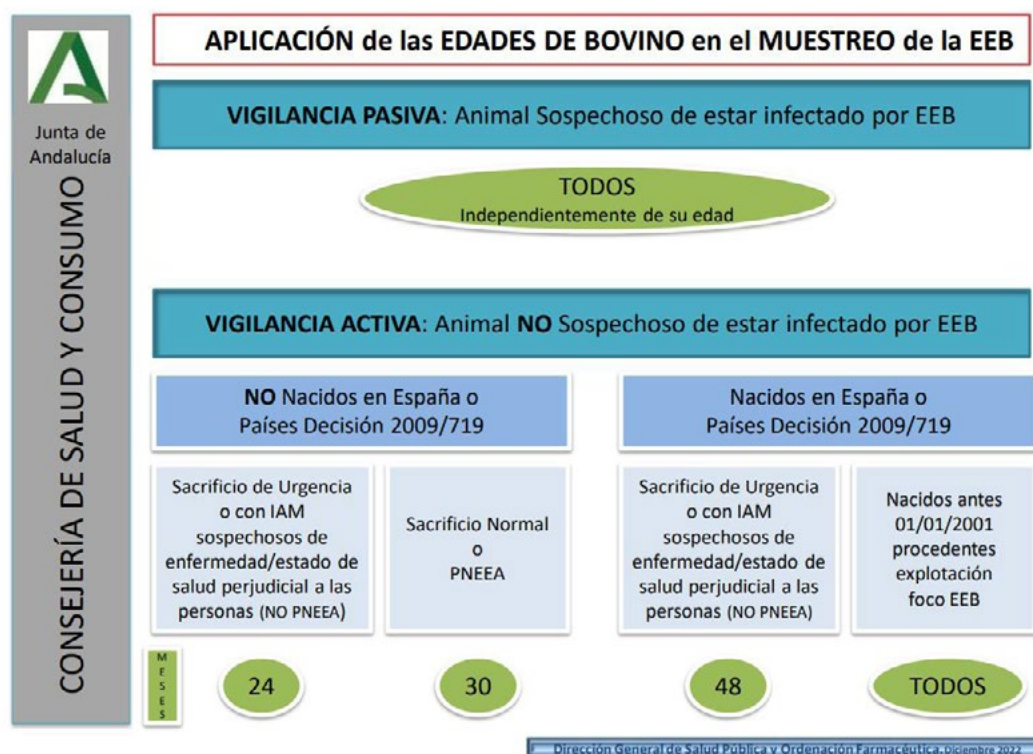 APLICACIÓN de las EDADES DE BOVINO en el MUESTREO de la EEB
Junta de
Andalucía
CONSEJERÍA DE SALUD Y CONSUMO
VIGILANCIA PASIVA: Animal Sospechoso de estar infectado por EEB
TODOS
Independientemente de su edad
VIGILANCIA ACTIVA: Animal NO Sospechoso de estar infectado por EEB
NO Nacidos en España o
Países Decisión 2009/719
Sacrificio de Urgencia
o con IAM
sospechosos de
enfermedad/estado de
salud perjudicial a las
personas (NO PNEEA)
Sacrificio Normal
o
PNEEA
Nacidos en España o
Países Decisión 2009/719
Sacrificio de Urgencia
o con IAM
sospechosos de
enfermedad/estado de
salud perjudicial a las
personas (NO PNEEA)
Nacidos antes
01/01/2001
procedentes
explotación
foco EEB
MESES
24
30
48
TODOS
Dirección General de Salud Pública y Ordenación Farmacéutica. Diciembre 2022